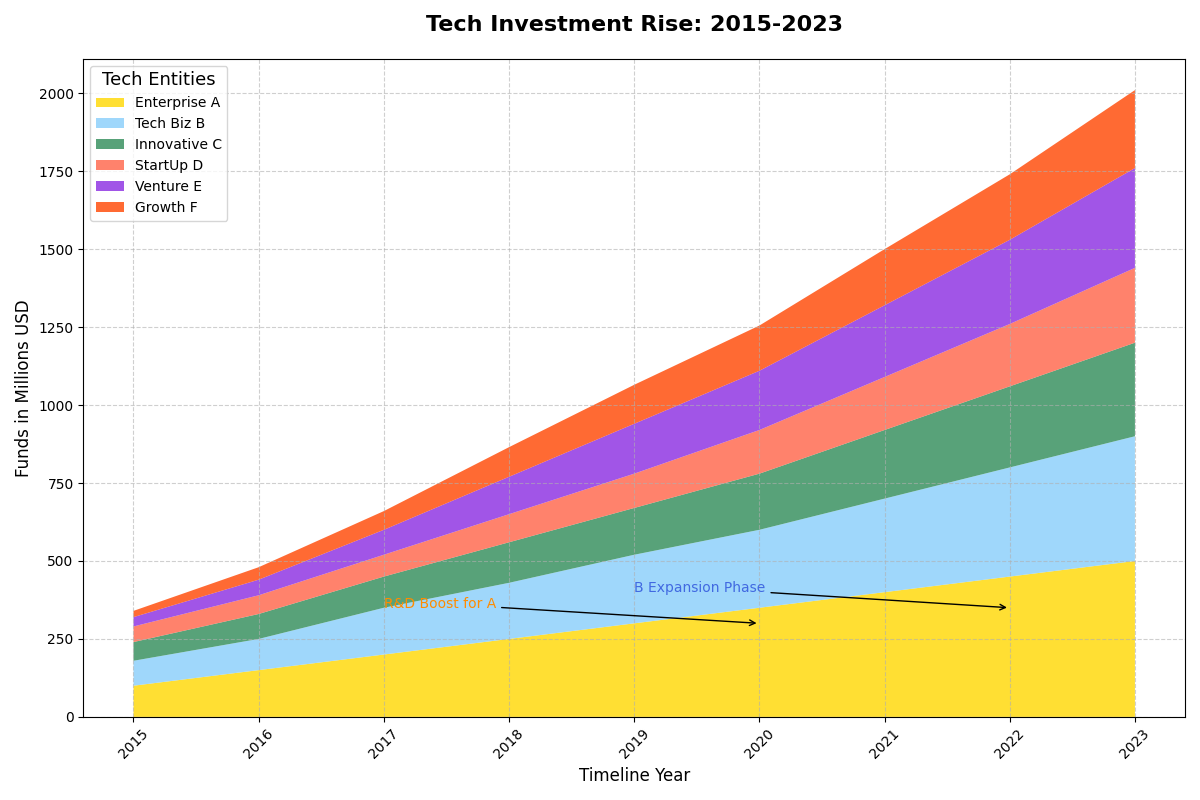 Tech Investment Rise: 2015-2023
Tech Entities
Enterprise A
Tech Biz B
Innovative C
StartUp D
Venture E
Growth F
Funds in Millions USD
2000
1750
1500
1250
1000
750
500
250
0
B Expansion Phase
R&D Boost for A
2015
2016
2017
2018
2019
2020
2021
2022
2023
Timeline Year